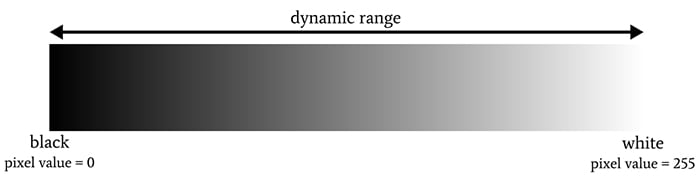 dynamic range
black
pixel value = 0
white
pixel value = 255